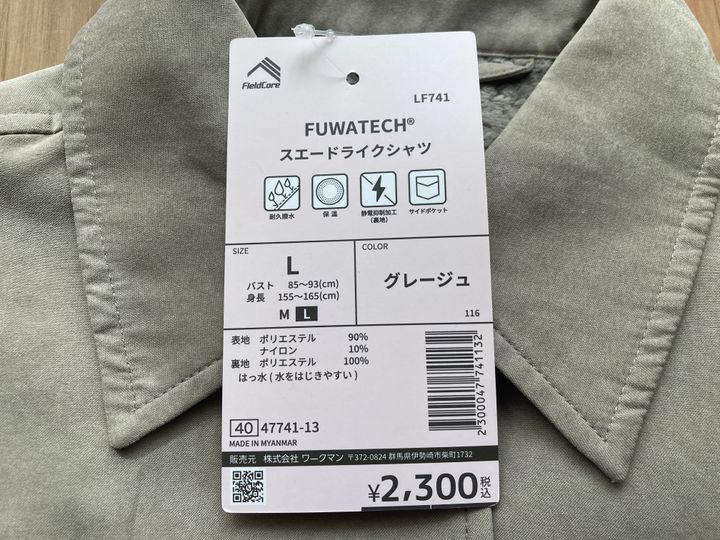 FieldCore
LF741
FUWATECH®
スエードライクシャツ
耐久撥水 保温 静電抑制加工 サイドポケット
(裏地)
SIZE
L
バスト 85〜93(cm)
身長 155〜165(cm)
M L
COLOR
グレージュ
116
表地 ポリエステル 90%
ナイロン 10%
裏地 ポリエステル 100%
はっ水 ( 水をはじきやすい )
2 300047 741132
40 47741-13
MADE IN MYANMAR
販売元 株式会社 ワークマン 〒372-0824 群馬県伊勢崎市柴町1732
¥2,300税込